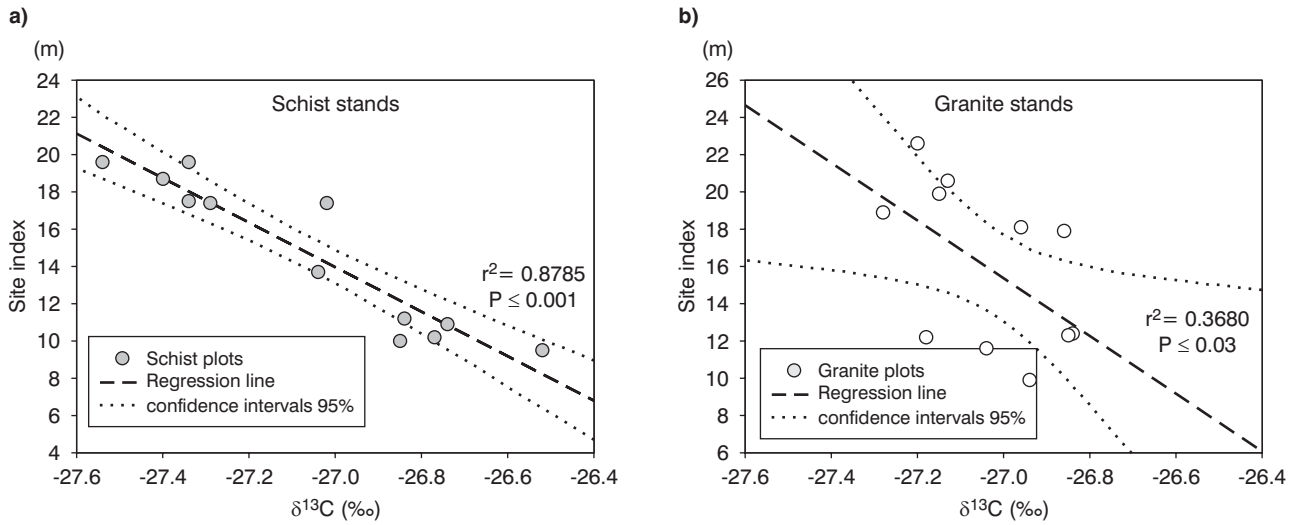 a)
(m)
24
22
20
18
16
14
12
10
8
6
4
Site index
Schist stands
r² = 0.8785
P ≤ 0.001
Schist plots
Regression line
confidence intervals 95%
-27.6 -27.4 -27.2 -27.0 -26.8 -26.6 -26.4
δ¹³C (‰)
b)
(m)
26
24
22
20
18
16
14
12
10
8
6
Site index
Granite stands
r² = 0.3680
P ≤ 0.03
Granite plots
Regression line
confidence intervals 95%
-27.6 -27.4 -27.2 -27.0 -26.8 -26.6 -26.4
δ¹³C (‰)